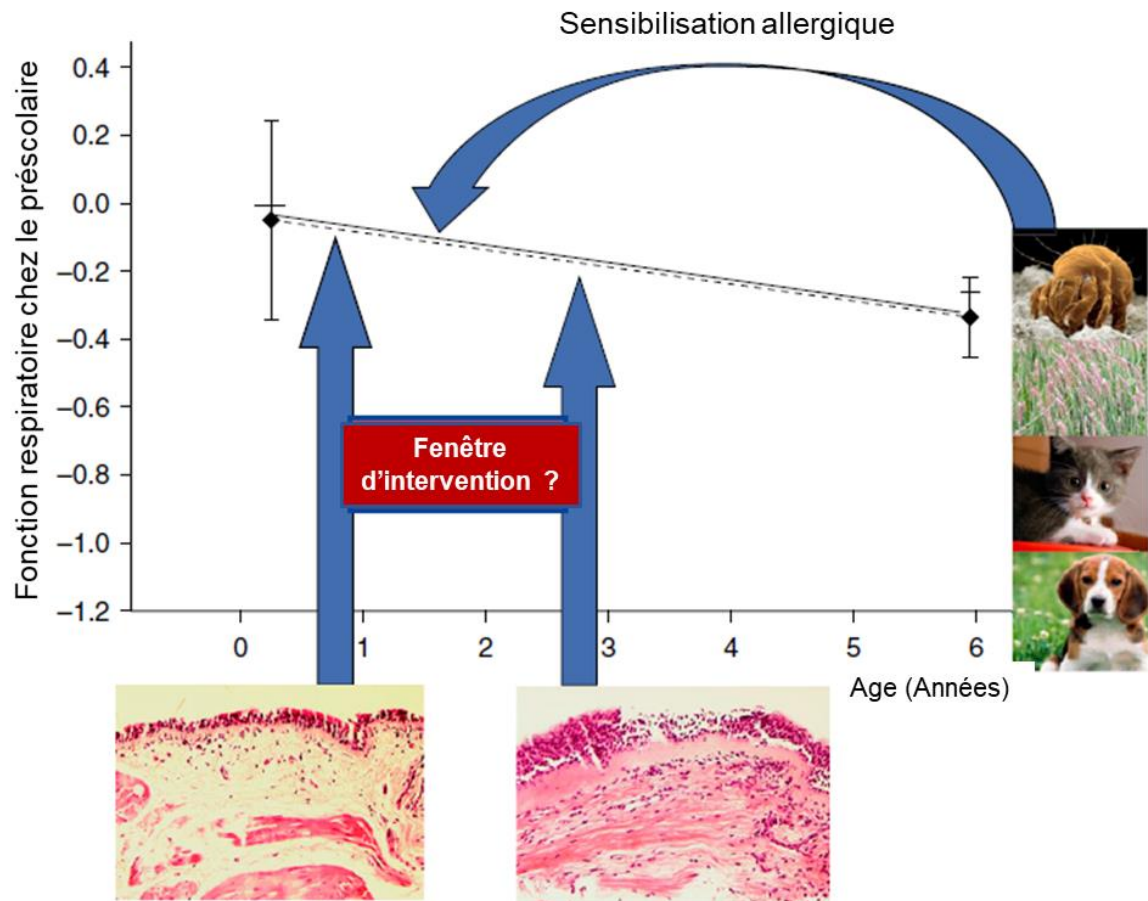 Sensibilisation allergique
Fonction respiratoire chez le préscolaire
0.4
0.2
0.0
−0.2
−0.4
−0.6
−0.8
−1.0
−1.2
Fenêtre
d'intervention ?
0 1 2 3 4 5 6
Age (Années)